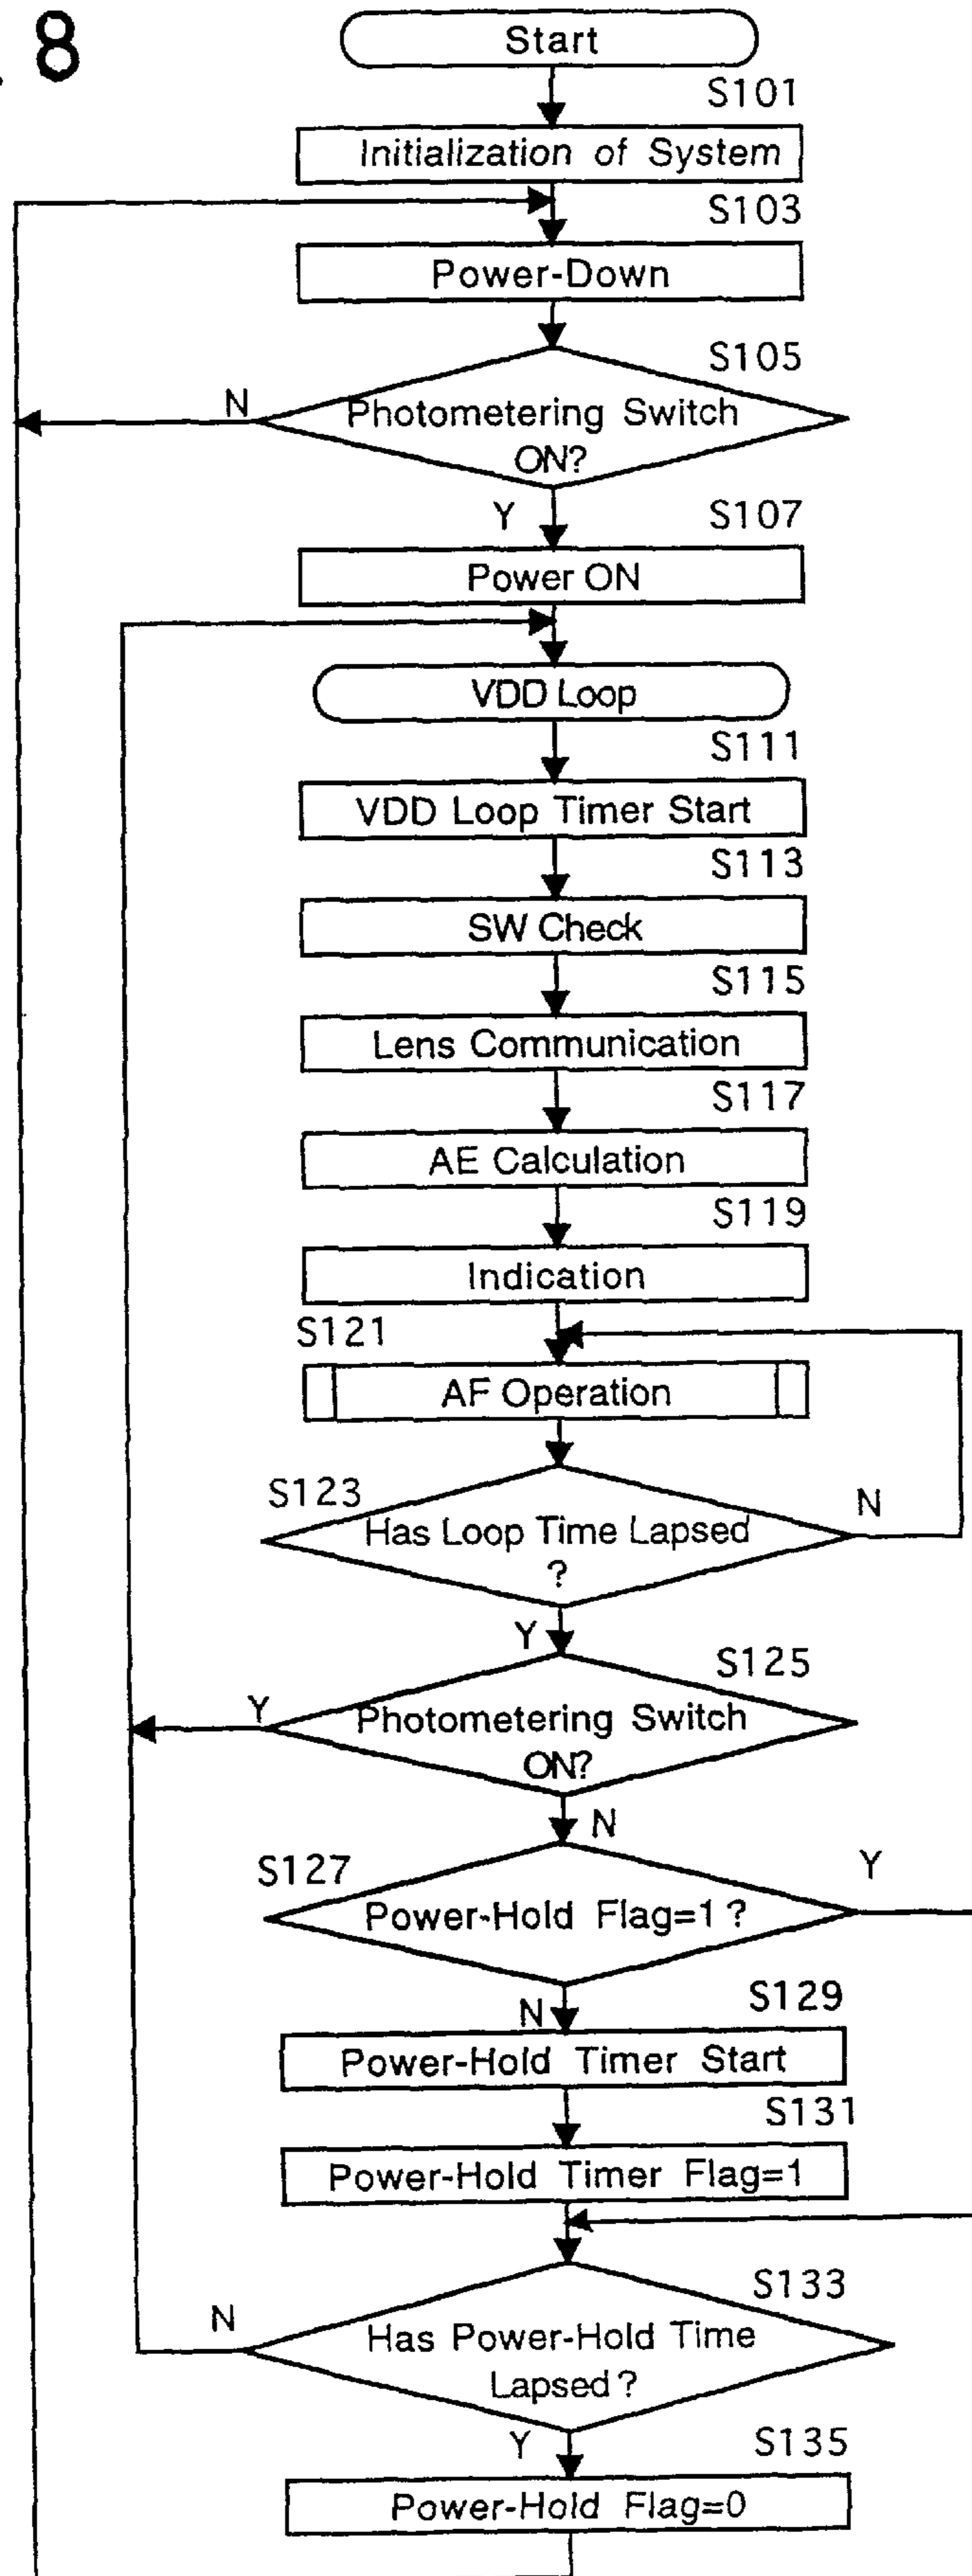 8
Start
S101
Initialization of System
S103
Power-Down
S105
N
Photometering Switch
ON?
Y
S107
Power ON
VDD Loop
S111
VDD Loop Timer Start
S113
SW Check
S115
Lens Communication
S117
AE Calculation
S119
Indication
S121
AF Operation
S123
N
Has Loop Time Lapsed
?
Y
S125
Y
Photometering Switch
ON?
N
S127
Y
Power-Hold Flag=1?
N
S129
Power-Hold Timer Start
S131
Power-Hold Timer Flag=1
S133
N
Has Power-Hold Time
Lapsed?
Y
S135
Power-Hold Flag=0